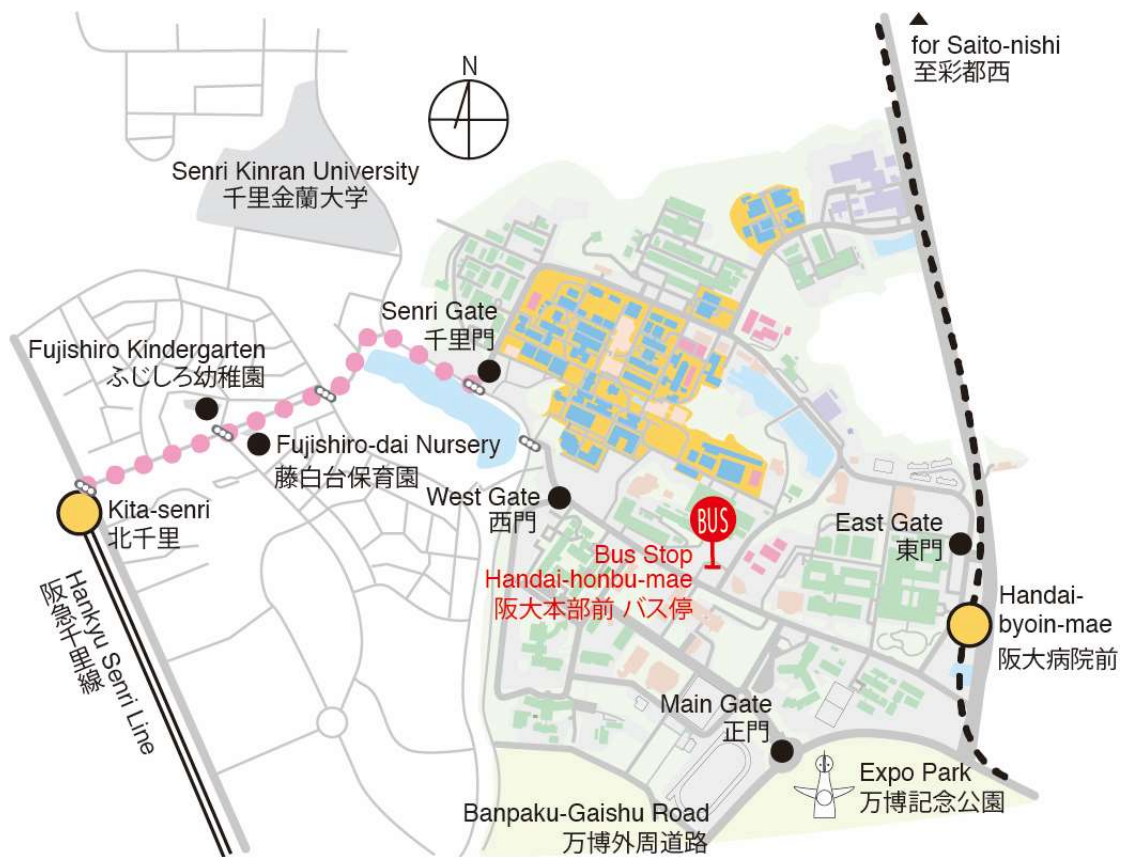 for Saito-nishi
至彩都西
N
Senri Kinran University
千里金蘭大学
Senri Gate
千里門
Fujishiro Kindergarten
ふじしろ幼稚園
Fujishiro-dai Nursery
藤白台保育園
West Gate
西門
Kita-senri
北千里
BUS
Bus Stop
Handai-honbu-mae
阪大本部前 バス停
East Gate
東門
Handai-
byoin-mae
阪大病院前
Hankyu Senri Line
阪急千里線
Main Gate
正門
Expo Park
万博記念公園
Banpaku-Gaishu Road
万博外周道路